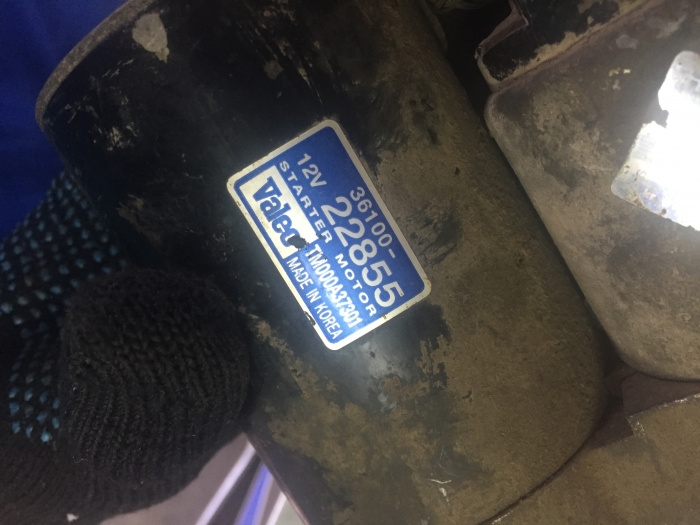 36100-
12V 22855
STARTER MOTOR
Valeo TM000A37301
MADE IN KOREA